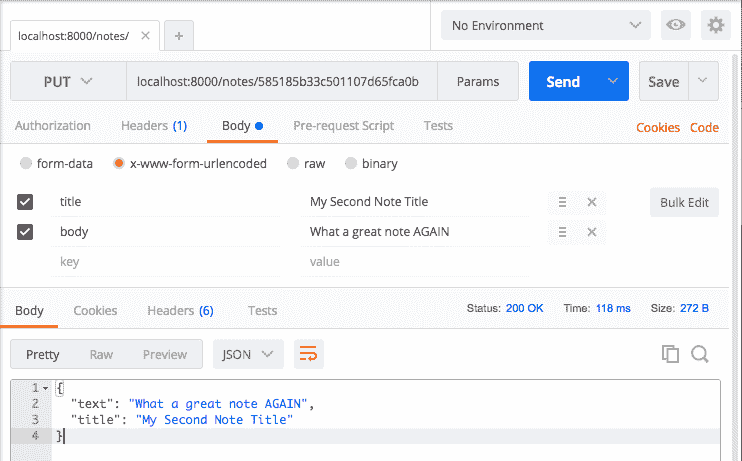 localhost:8000/notes/ No Environment
PUT localhost:8000/notes/585185b33c501107d65fca0b Params Send Save
Authorization Headers (1) Body Pre-request Script Tests Cookies Code
form-data x-www-form-urlencoded raw binary
title My Second Note Title Bulk Edit
body What a great note AGAIN
key value
Body Cookies Headers (6) Tests Status: 200 OK Time: 118 ms Size: 272 B
Pretty Raw Preview JSON
1 {
2 "text": "What a great note AGAIN",
3 "title": "My Second Note Title"
4 }